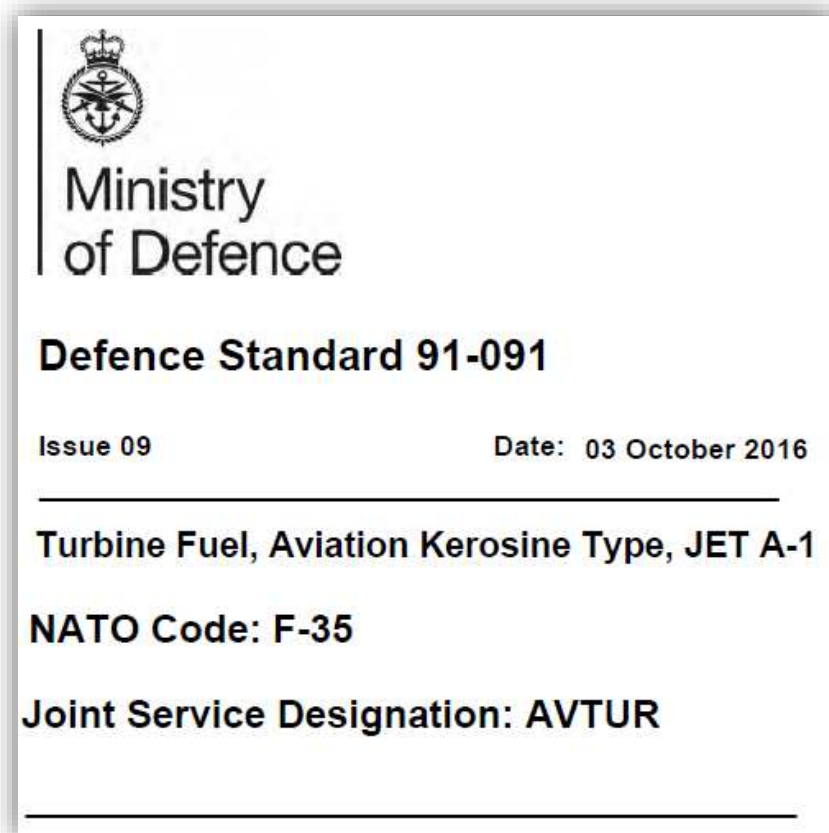 Ministry
of Defence
Defence Standard 91-091
Issue 09 Date: 03 October 2016
Turbine Fuel, Aviation Kerosine Type, JET A-1
NATO Code: F-35
Joint Service Designation: AVTUR